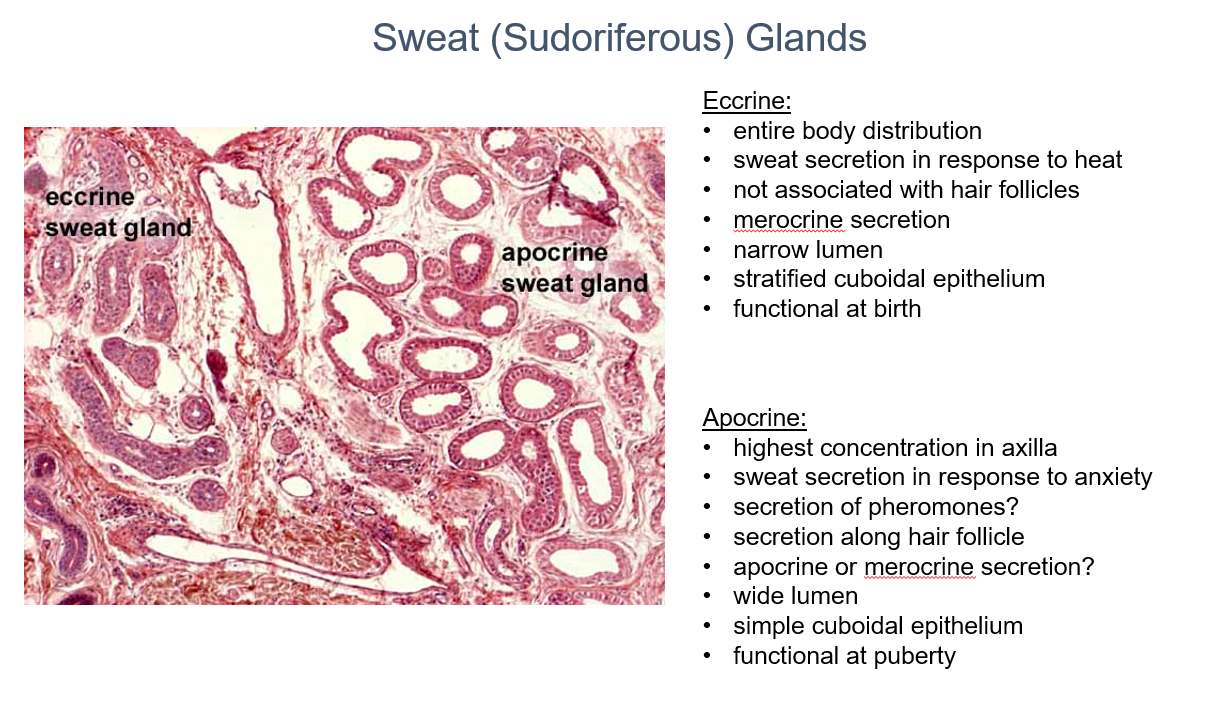 Sweat (Sudoriferous) Glands
eccrine
sweat gland
apocrine
sweat gland
Eccrine:
• entire body distribution
• sweat secretion in response to heat
• not associated with hair follicles
• merocrine secretion
• narrow lumen
• stratified cuboidal epithelium
• functional at birth
Apocrine:
• highest concentration in axilla
• sweat secretion in response to anxiety
• secretion of pheromones?
• secretion along hair follicle
• apocrine or merocrine secretion?
• wide lumen
• simple cuboidal epithelium
• functional at puberty